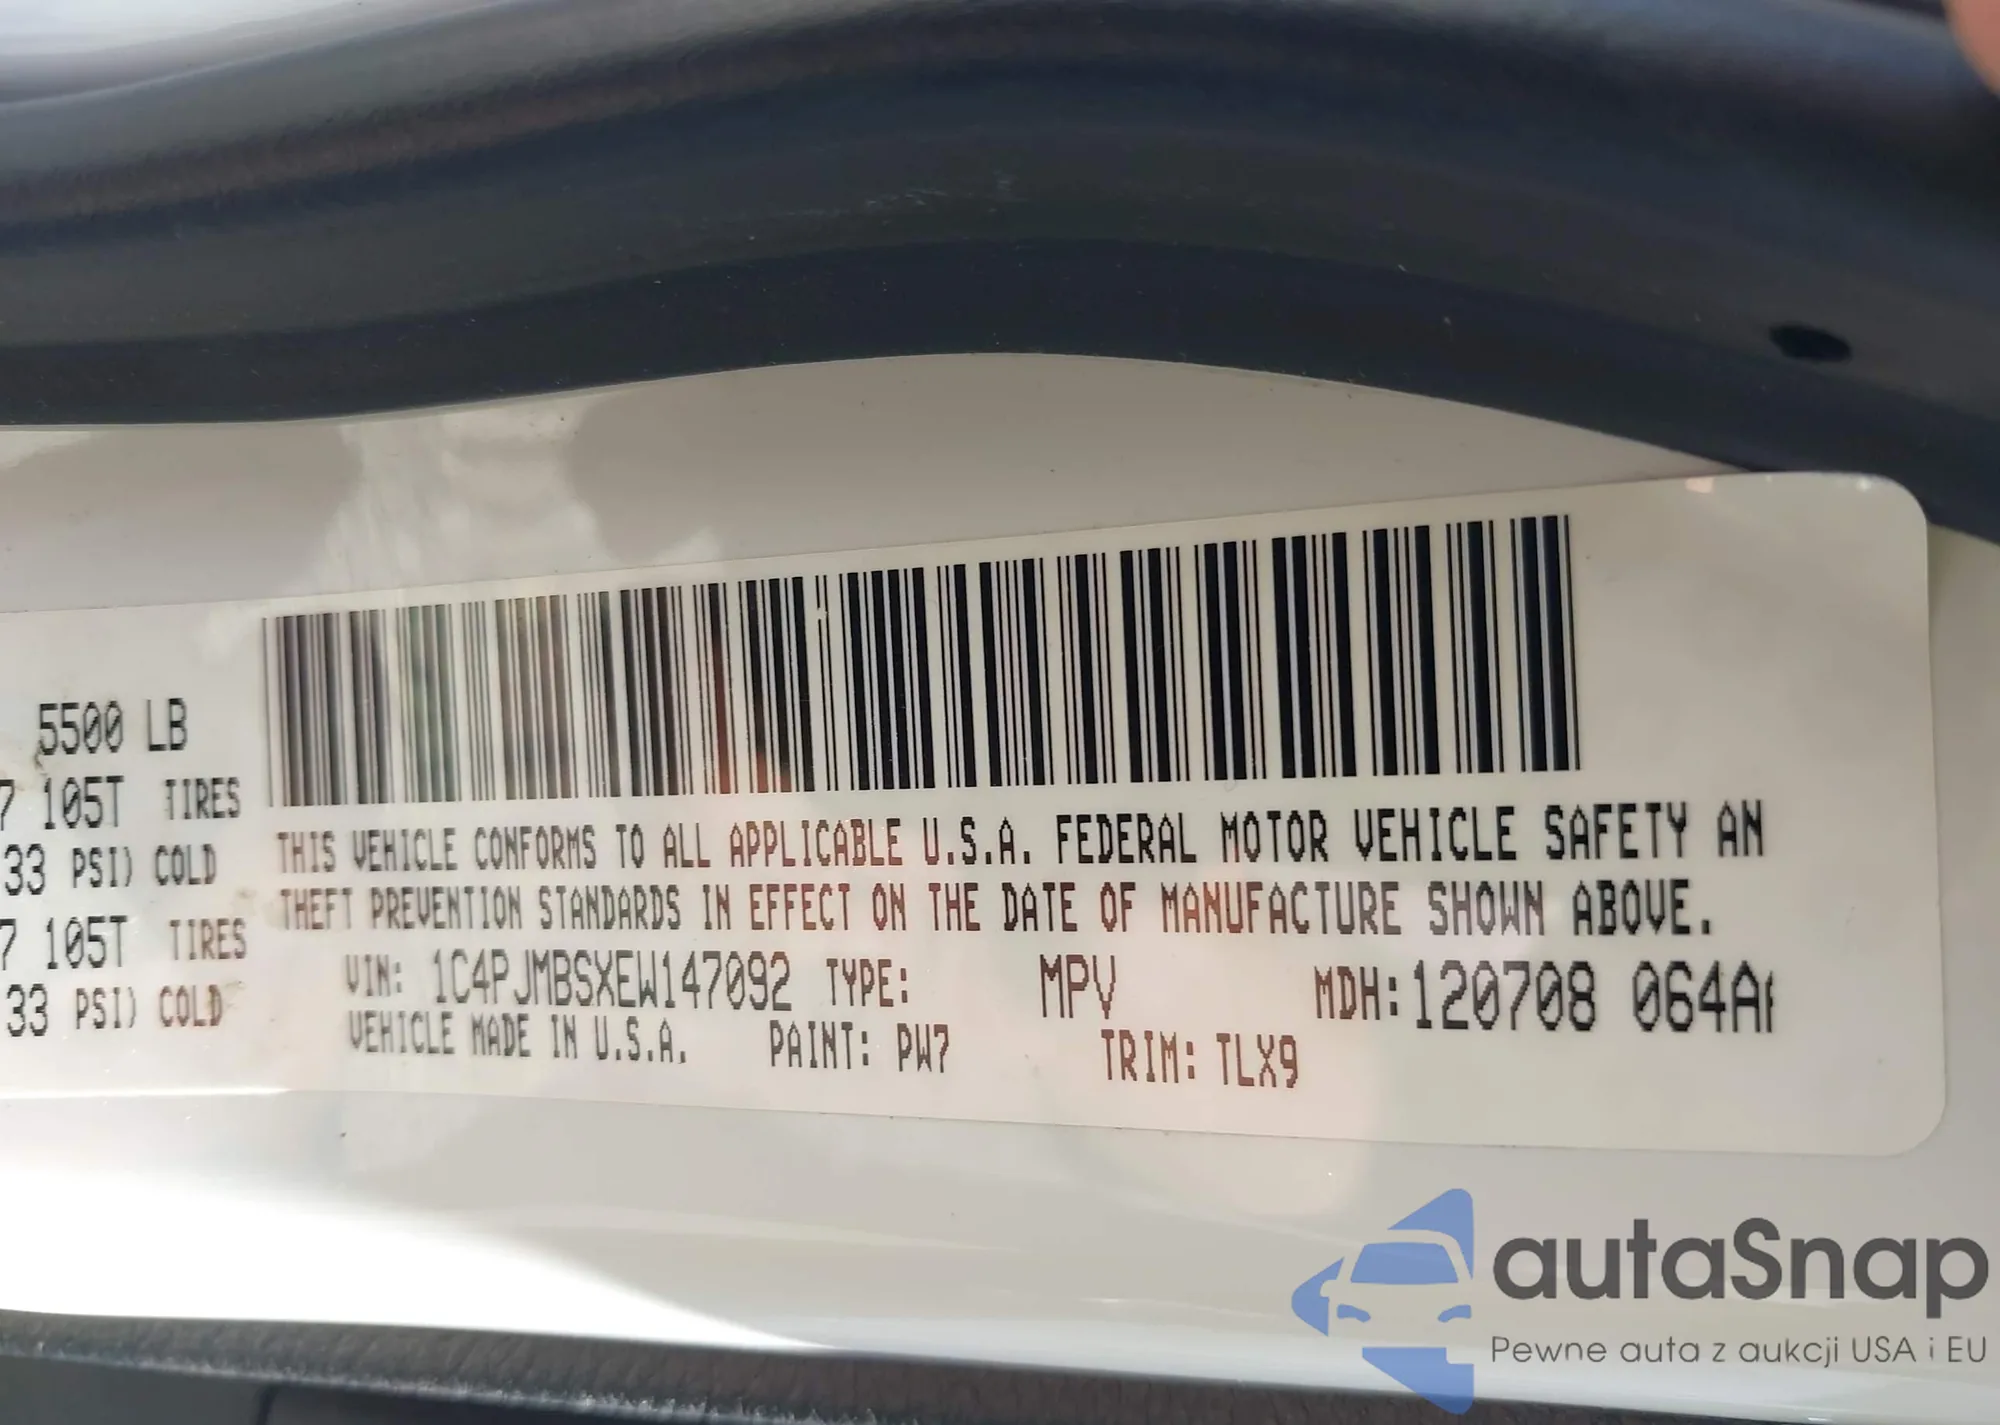 5500 LB
7 105T TIRES
33 PSI) COLD
7 105T TIRES
33 PSI) COLD
THIS VEHICLE CONFORMS TO ALL APPLICABLE U.S.A. FEDERAL MOTOR VEHICLE SAFETY AN
THEFT PREVENTION STANDARDS IN EFFECT ON THE DATE OF MANUFACTURE SHOWN ABOVE.
VIN: 1C4PJMBSXEW147092 TYPE: MPV MDH:120708 064A
VEHICLE MADE IN U.S.A. PAINT: PW7 TRIM: TLX9
autaSnap
Pewne auta z aukcji USA i EU